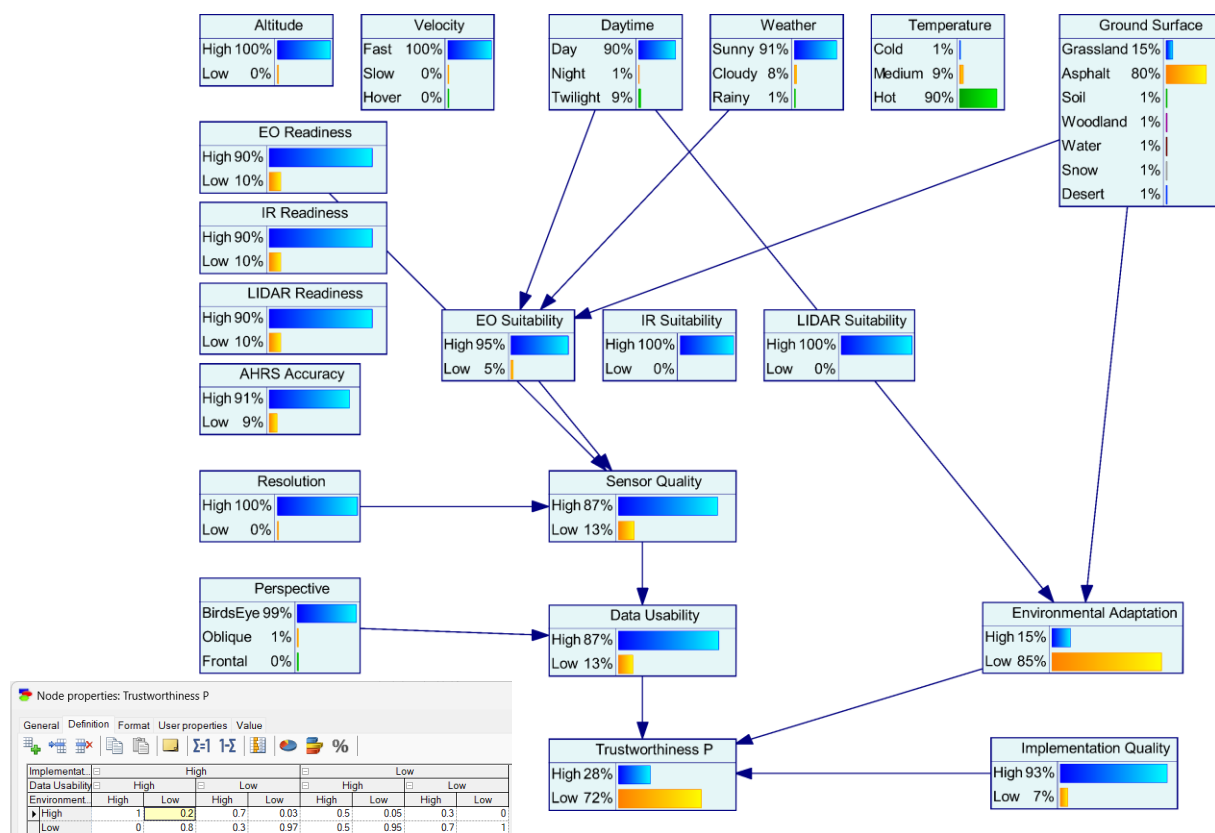 Altitude
High 100%
Low 0%
Velocity
Fast 100%
Slow 0%
Hover 0%
Daytime
Day 90%
Night 1%
Twilight 9%
Weather
Sunny 91%
Cloudy 8%
Rainy 1%
Temperature
Cold 1%
Medium 9%
Hot 90%
Ground Surface
Grassland 15%
Asphalt 80%
Soil 1%
Woodland 1%
Water 1%
Snow 1%
Desert 1%
EO Readiness
High 90%
Low 10%
IR Readiness
High 90%
Low 10%
LIDAR Readiness
High 90%
Low 10%
AHRS Accuracy
High 91%
Low 9%
EO Suitability
High 95%
Low 5%
IR Suitability
High 100%
Low 0%
LIDAR Suitability
High 100%
Low 0%
Resolution
High 100%
Low 0%
Sensor Quality
High 87%
Low 13%
Perspective
BirdsEye 99%
Oblique 1%
Frontal 0%
Data Usability
High 87%
Low 13%
Environmental Adaptation
High 15%
Low 85%
Trustworthiness P
High 28%
Low 72%
Implementation Quality
High 93%
Low 7%
Node properties: Trustworthiness P
General Definition Format User properties Value
Σ=1 1-Σ %
Implementat... High Low
Data Usability High Low High Low
Environment... High Low High Low High Low High Low
High 1 0.2 0.7 0.03 0.5 0.05 0.3 0
Low 0 0.8 0.3 0.97 0.5 0.95 0.7 1